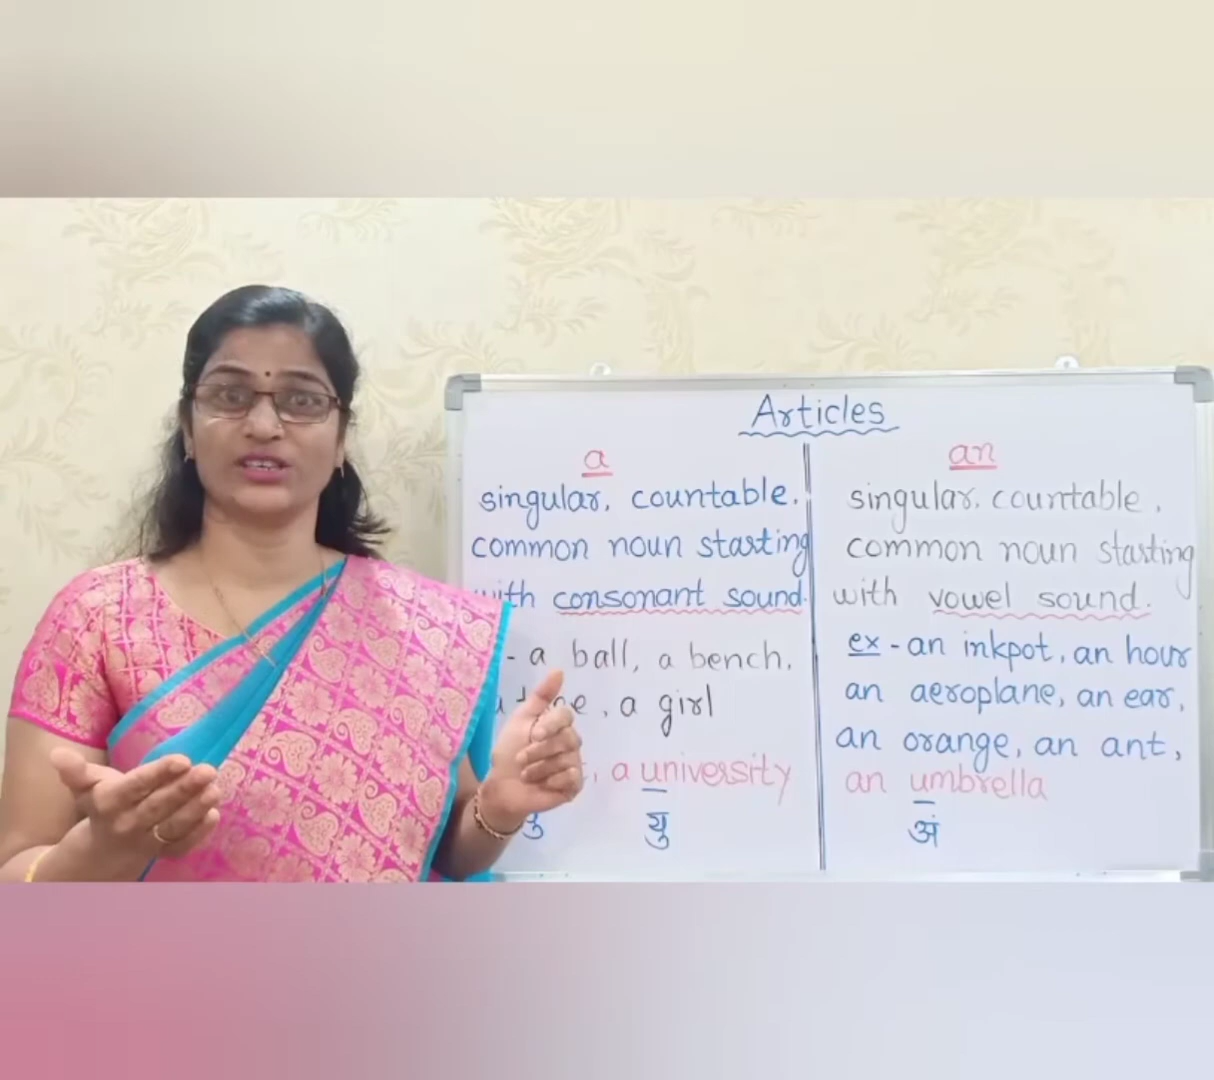 Articles
a
singular, countable,
common noun starting
with consonant sound.
- a ball, a bench,
, a girl
, a university
यु
an
singular, countable,
common noun starting
with vowel sound.
ex - an inkpot, an hour
an aeroplane, an ear,
an orange, an ant,
an umbrella
अं